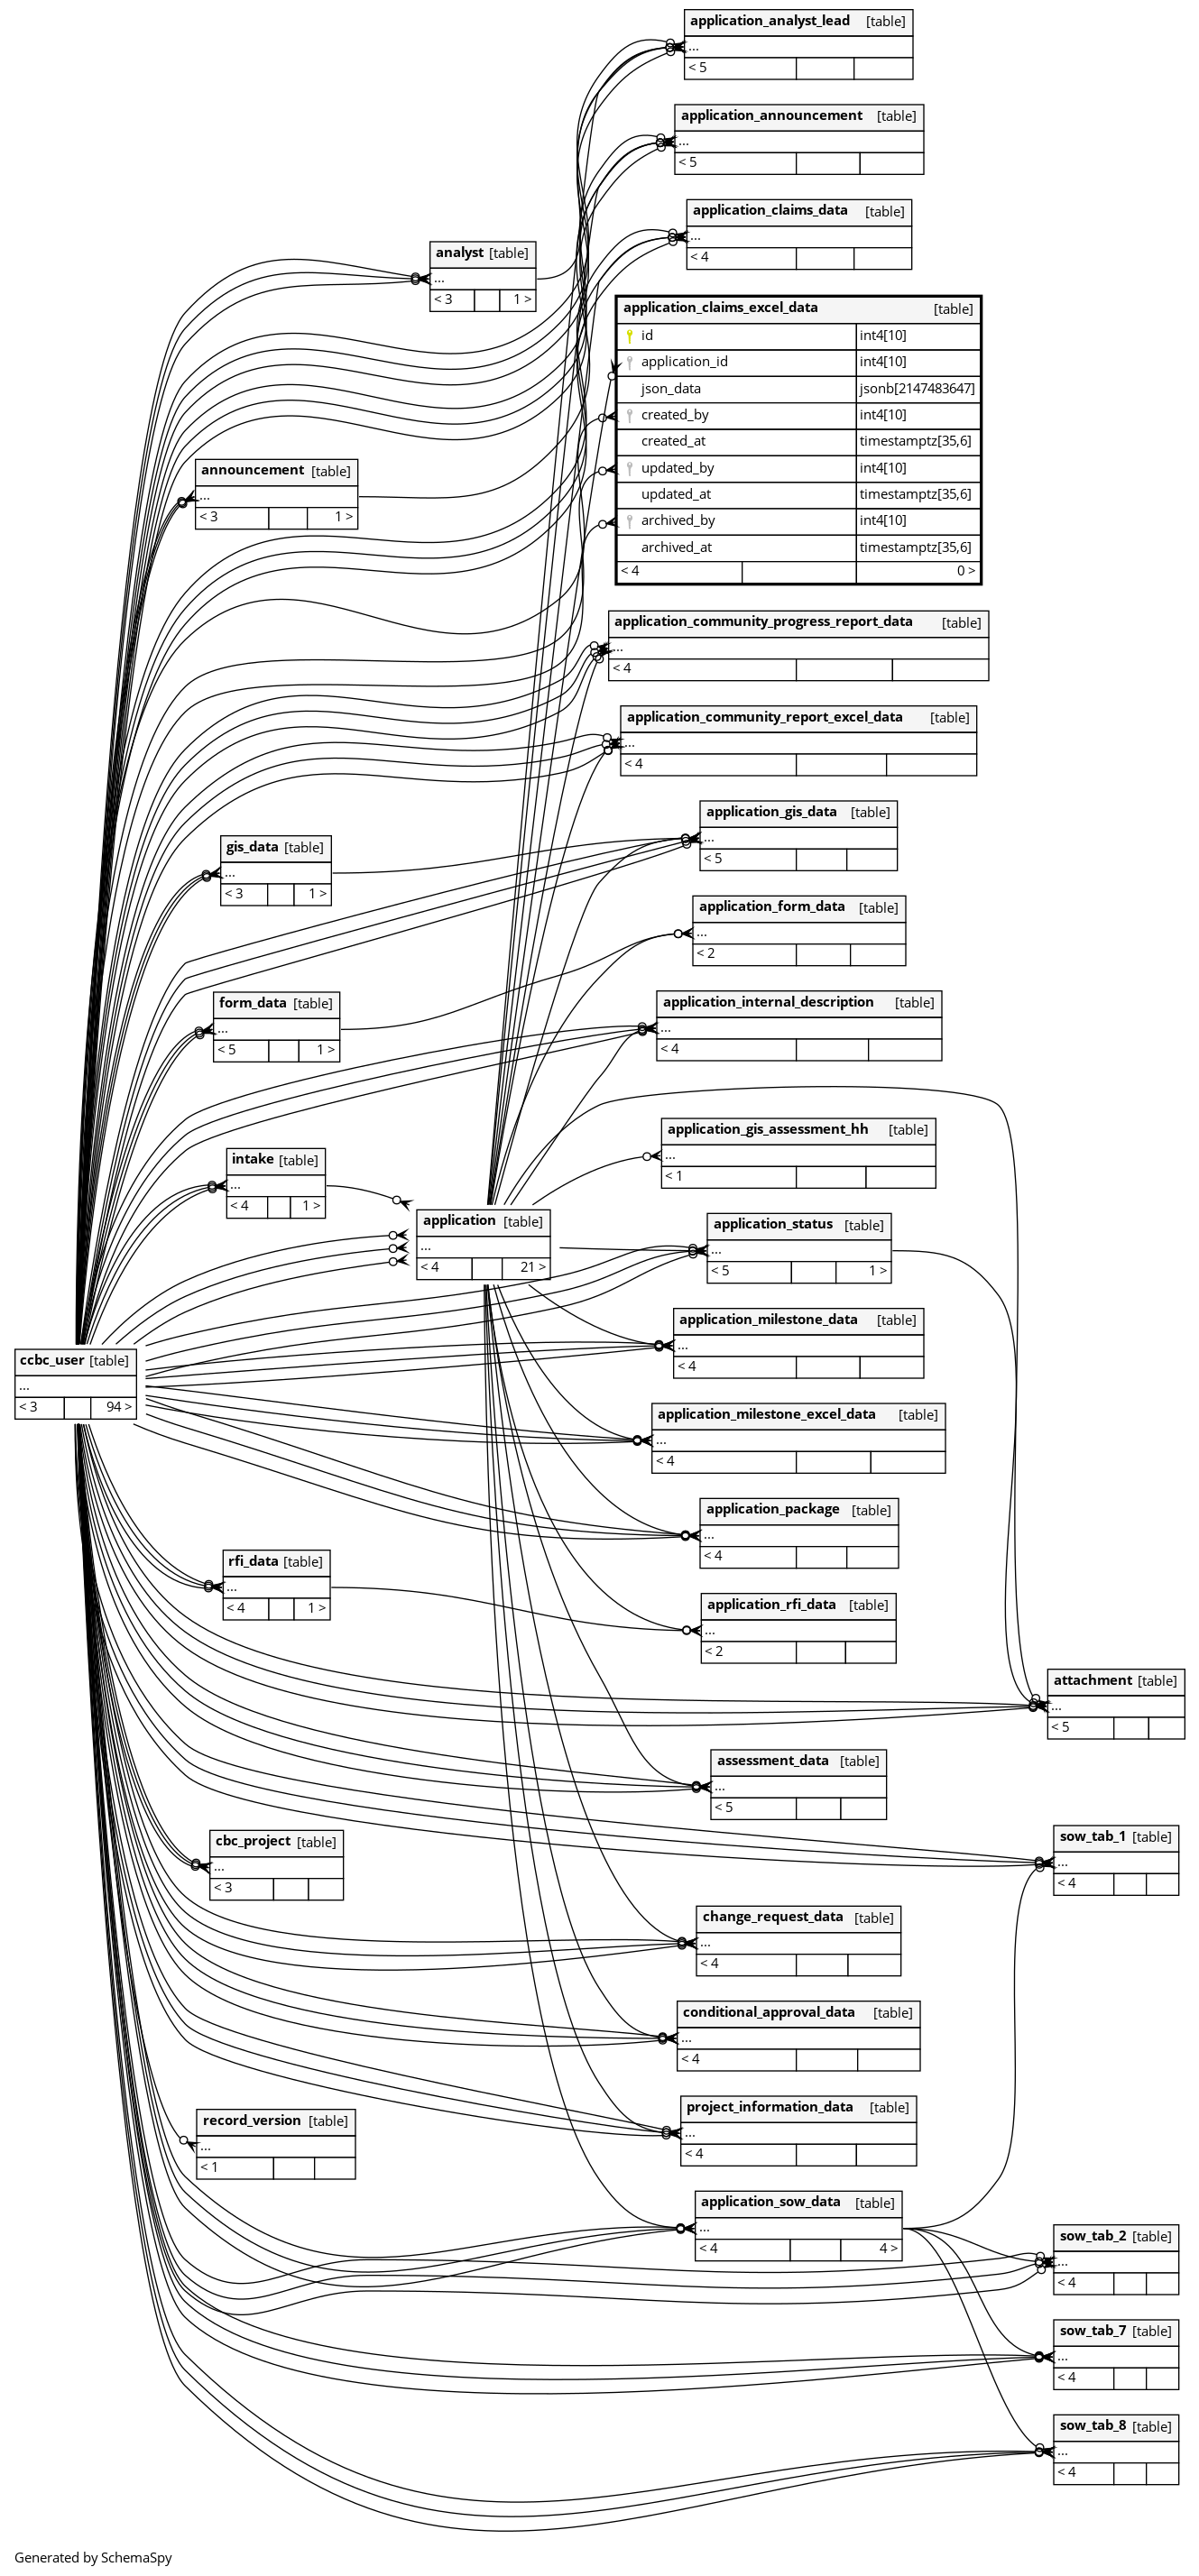 application_analyst_lead [table]
...
< 5
application_announcement [table]
...
< 5
application_claims_data [table]
...
< 4
analyst [table]
...
< 3 1 >
application_claims_excel_data [table]
id int4[10]
application_id int4[10]
json_data jsonb[2147483647]
created_by int4[10]
created_at timestamptz[35,6]
updated_by int4[10]
updated_at timestamptz[35,6]
archived_by int4[10]
archived_at timestamptz[35,6]
< 4 0 >
announcement [table]
...
< 3 1 >
application_community_progress_report_data [table]
...
< 4
application_community_report_excel_data [table]
...
< 4
application_gis_data [table]
...
< 5
gis_data [table]
...
< 3 1 >
application_form_data [table]
...
< 2
form_data [table]
...
< 5 1 >
application_internal_description [table]
...
< 4
application_gis_assessment_hh [table]
...
< 1
intake [table]
...
< 4 1 >
application [table]
...
< 4 21 >
application_status [table]
...
< 5 1 >
application_milestone_data [table]
...
< 4
ccbc_user [table]
...
< 3 94 >
application_milestone_excel_data [table]
...
< 4
application_package [table]
...
< 4
rfi_data [table]
...
< 4 1 >
application_rfi_data [table]
...
< 2
attachment [table]
...
< 5
assessment_data [table]
...
< 5
cbc_project [table]
...
< 3
sow_tab_1 [table]
...
< 4
change_request_data [table]
...
< 4
conditional_approval_data [table]
...
< 4
project_information_data [table]
...
< 4
record_version [table]
...
< 1
application_sow_data [table]
...
< 4 4 >
sow_tab_2 [table]
...
< 4
sow_tab_7 [table]
...
< 4
sow_tab_8 [table]
...
< 4
Generated by SchemaSpy